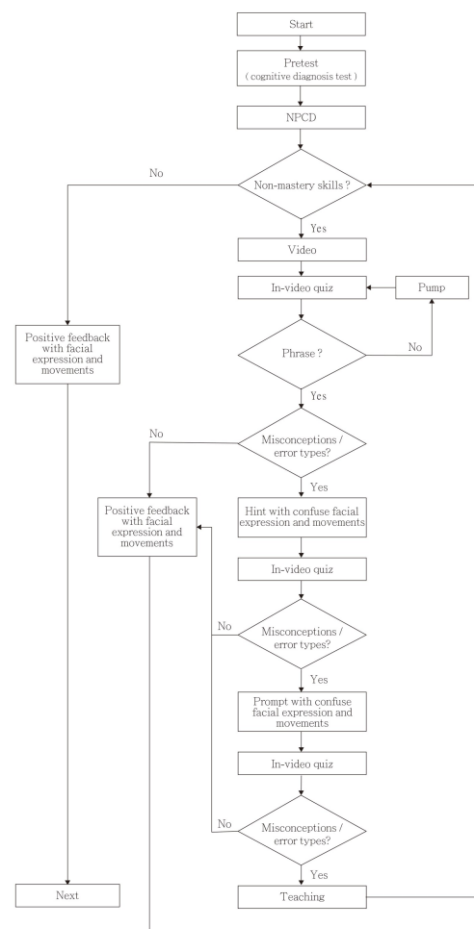 Start
Pretest
(cognitive diagnosis test)
NPCD
No
Non-mastery skills?
Yes
Video
In-video quiz
Pump
Positive feedback
with facial
expression and
movements
Phrase?
No
Yes
No
Misconceptions /
error types?
Yes
Positive feedback
with facial
expression and
movements
Hint with confuse facial
expression and movements
In-video quiz
No
Misconceptions /
error types?
Yes
Prompt with confuse
facial expression and
movements
In-video quiz
No
Misconceptions /
error types?
Yes
Next
Teaching